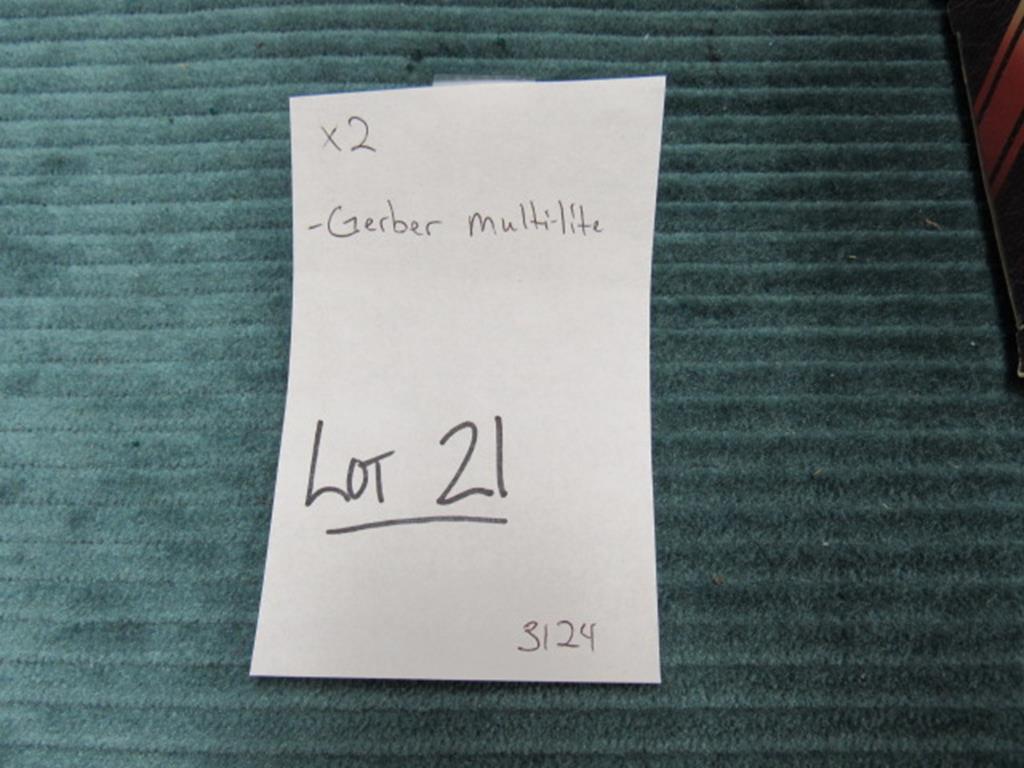 x2
- Gerber multi-lite
Lot 21
3124